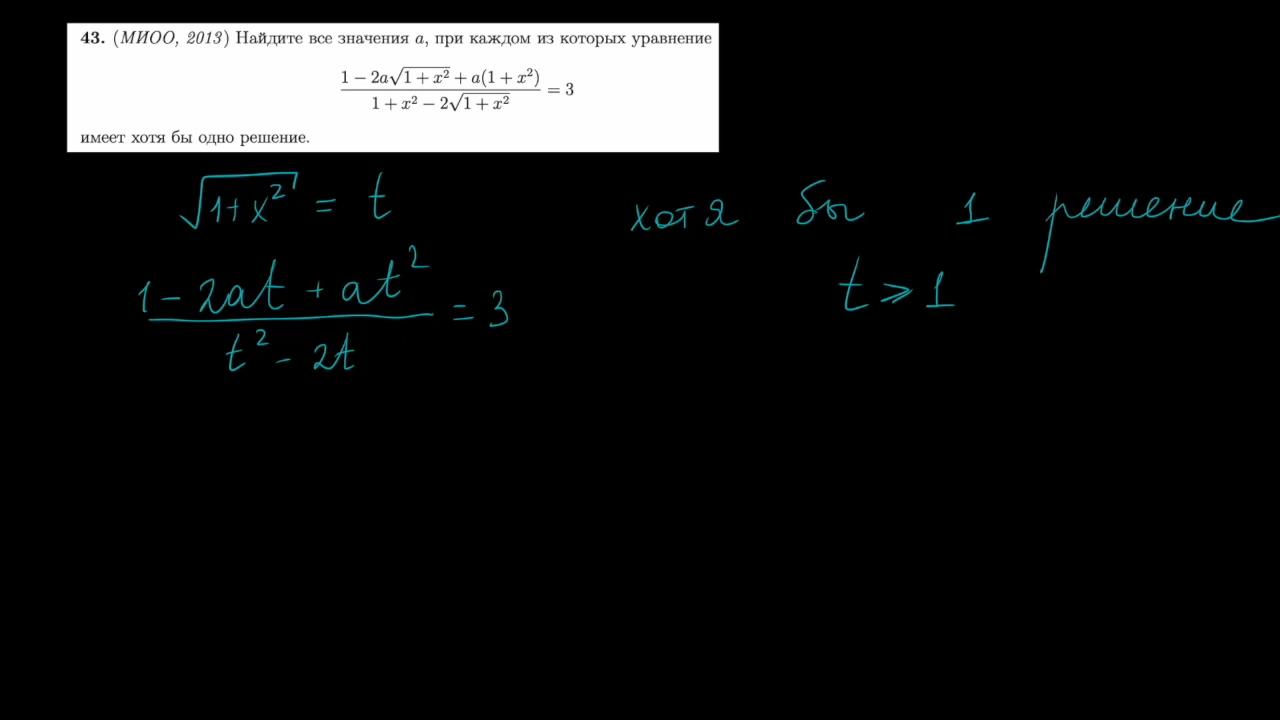 43. (МИОО, 2013) Найдите все значения a, при каждом из которых уравнение
\frac{1 − 2a√(1 + x²) + a(1 + x²)}{1 + x² − 2√(1 + x²)} = 3
имеет хотя бы одно решение.
√(1+x²) = t
хотя бы 1 решение
\frac{1 − 2at + at²}{t² − 2t} = 3
t ⩾ 1